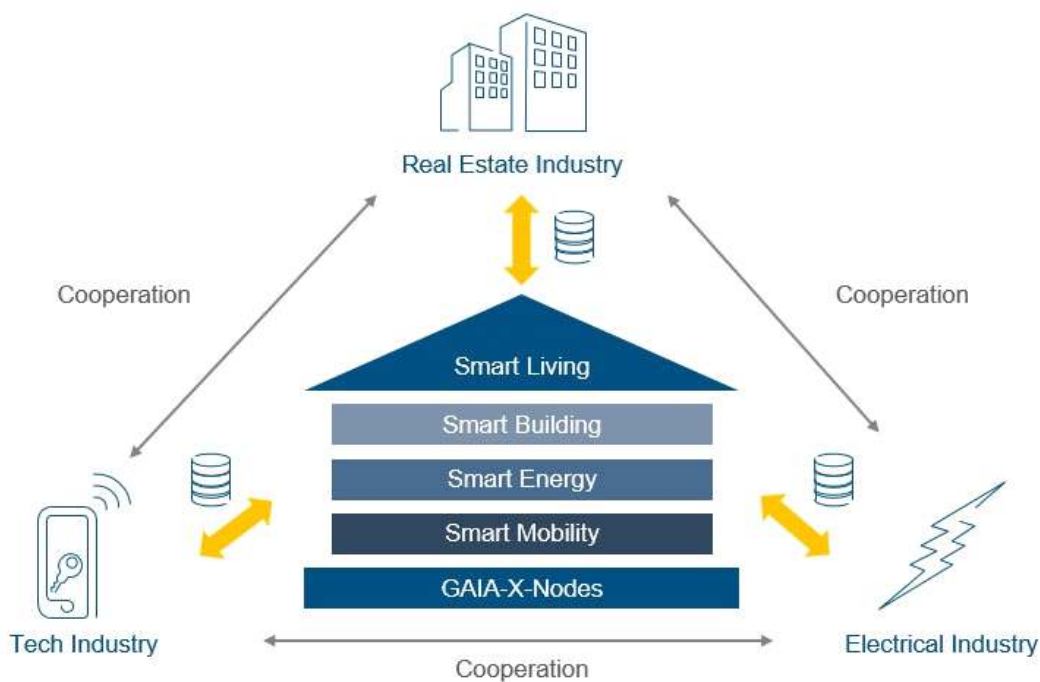 Real Estate Industry
Cooperation
Cooperation
Smart Living
Smart Building
Smart Energy
Smart Mobility
GAIA-X-Nodes
Tech Industry
Electrical Industry
Cooperation